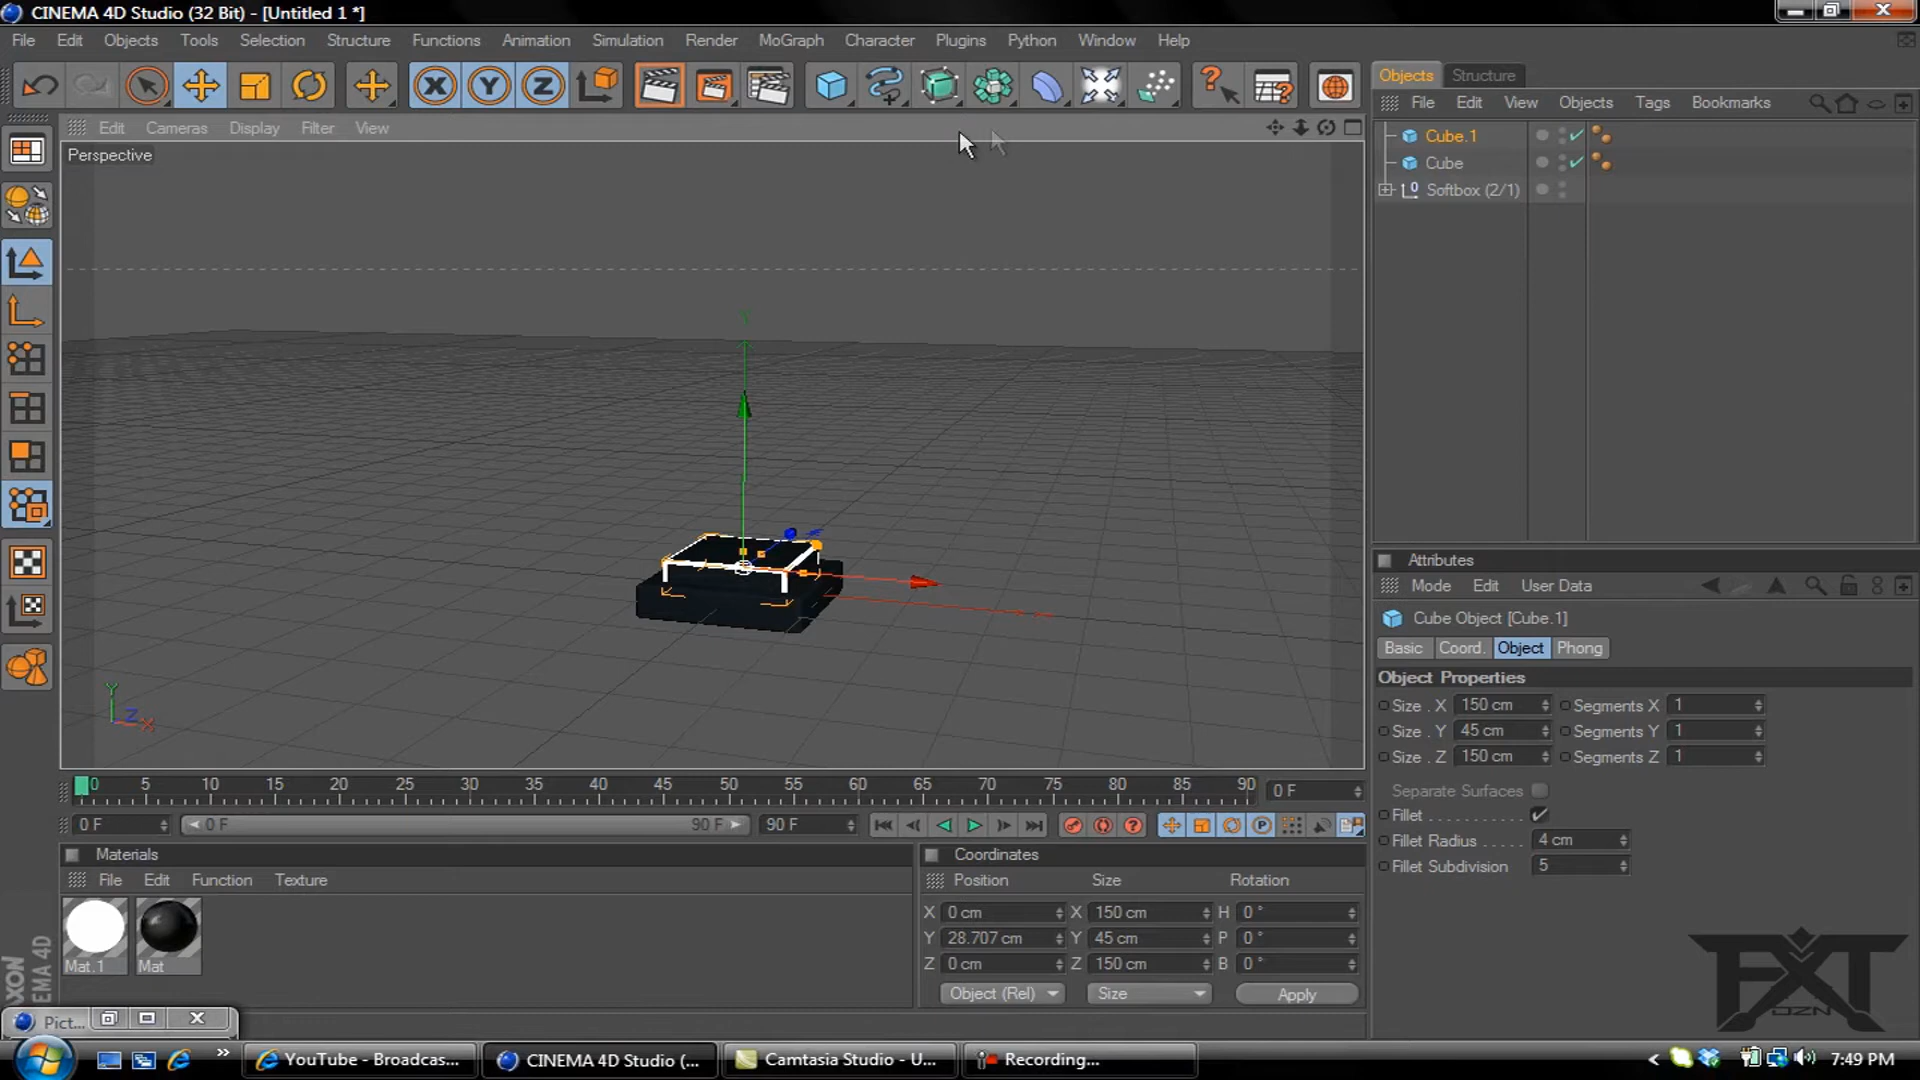 CINEMA 4D Studio (32 Bit) - [Untitled 1 *]
File Edit Objects Tools Selection Structure Functions Animation Simulation Render MoGraph Character Plugins Python Window Help
X Y Z
Objects Structure
File Edit View Objects Tags Bookmarks
Edit Cameras Display Filter View
Perspective
Cube.1
Cube
Softbox (2/1)
Y
Y Z X
Attributes
Mode Edit User Data
Cube Object [Cube.1]
Basic Coord. Object Phong
Object Properties
Size . X 150 cm Segments X 1
Size . Y 45 cm Segments Y 1
Size . Z 150 cm Segments Z 1
Separate Surfaces
Fillet . . . . . . . . . . .
Fillet Radius . . . . . 4 cm
Fillet Subdivision 5
0 5 10 15 20 25 30 35 40 45 50 55 60 65 70 75 80 85 90 0 F
0 F 0 F 90 F 90 F
Materials
File Edit Function Texture
Mat.1 Mat
Coordinates
Position Size Rotation
X 0 cm X 150 cm H 0 °
Y 28.707 cm Y 45 cm P 0 °
Z 0 cm Z 150 cm B 0 °
Object (Rel) Size Apply
FXT
DZN
Pict...
YouTube - Broadcas... CINEMA 4D Studio (... Camtasia Studio - U... Recording... 7:49 PM